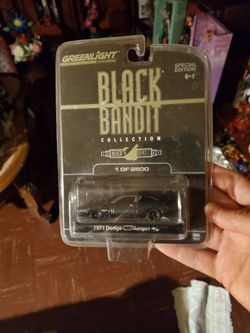 GREENLIGHT
SPECIAL
EDITION
BLACK
BANDIT
COLLECTION
1 OF 2500
1971 Dodge Charger